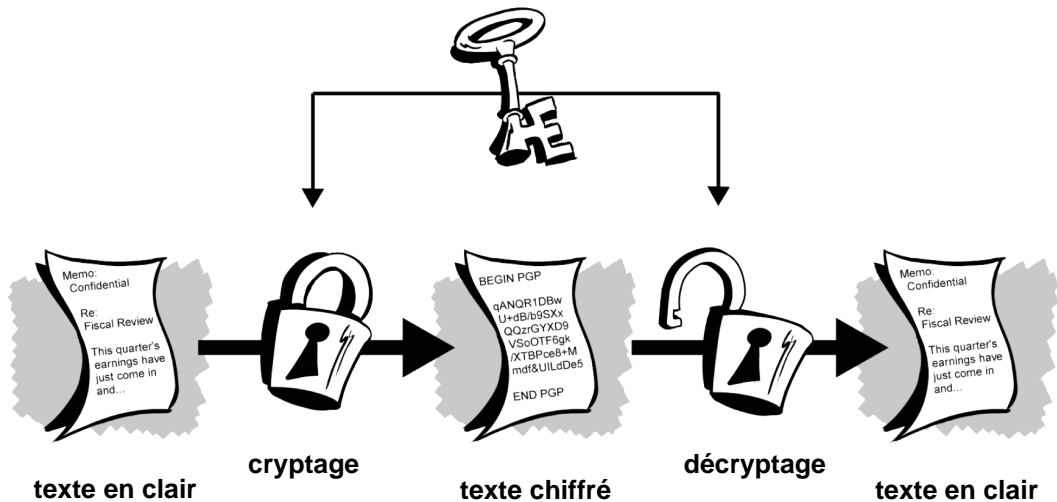 Memo:
Confidential
Re:
Fiscal Review
This quarter's
earnings have
just come in
and...
BEGIN PGP
qANQR1DBw
U+dB/b9SXx
QQzrGYXD9
VSoOTF6gk
/XTBPce8+M
mdf&UILdDe5
END PGP
Memo:
Confidential
Re:
Fiscal Review
This quarter's
earnings have
just come in
and...
cryptage
décryptage
texte en clair
texte chiffré
texte en clair